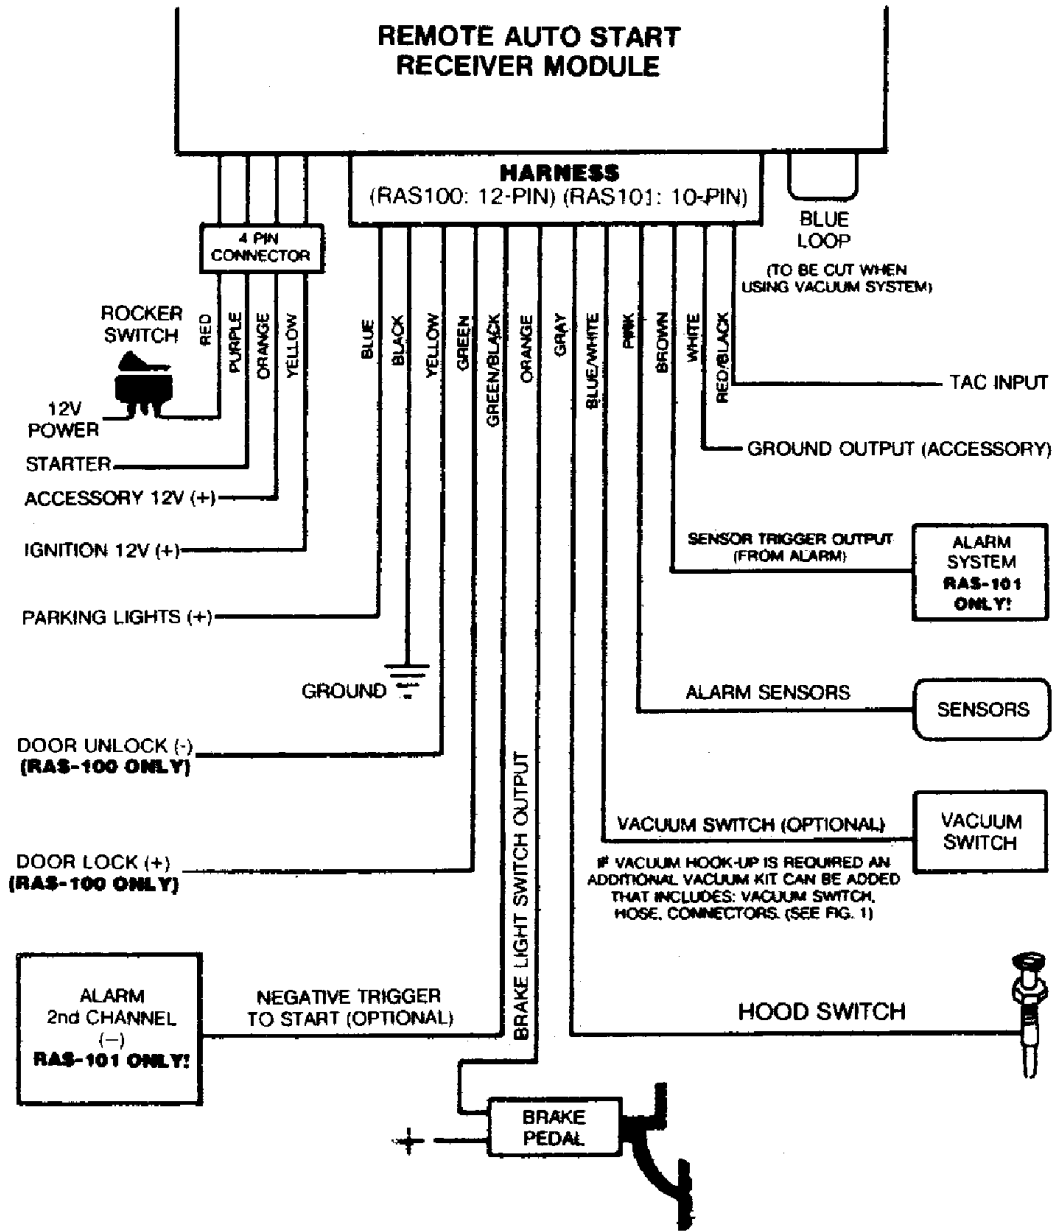 REMOTE AUTO START
RECEIVER MODULE
HARNESS
(RAS100: 12-PIN) (RAS101: 10-PIN)
4 PIN
CONNECTOR
BLUE
LOOP
(TO BE CUT WHEN
USING VACUUM SYSTEM)
ROCKER
SWITCH
RED
PURPLE
ORANGE
YELLOW
BLUE
BLACK
YELLOW
GREEN
GREEN/BLACK
ORANGE
GRAY
BLUE/WHITE
PINK
BROWN
WHITE
RED/BLACK
TAC INPUT
12V
POWER
GROUND OUTPUT (ACCESSORY)
STARTER
ACCESSORY 12V (+)
IGNITION 12V (+)
SENSOR TRIGGER OUTPUT
(FROM ALARM)
ALARM
SYSTEM
RAS-101
ONLY!
PARKING LIGHTS (+)
GROUND
ALARM SENSORS
SENSORS
DOOR UNLOCK (-)
(RAS-100 ONLY)
BRAKE LIGHT SWITCH OUTPUT
VACUUM SWITCH (OPTIONAL)
VACUUM
SWITCH
IF VACUUM HOOK-UP IS REQUIRED AN
ADDITIONAL VACUUM KIT CAN BE ADDED
THAT INCLUDES: VACUUM SWITCH,
HOSE, CONNECTORS. (SEE FIG. 1)
DOOR LOCK (+)
(RAS-100 ONLY)
ALARM
2nd CHANNEL
(−)
RAS-101 ONLY!
NEGATIVE TRIGGER
TO START (OPTIONAL)
HOOD SWITCH
BRAKE
PEDAL
+